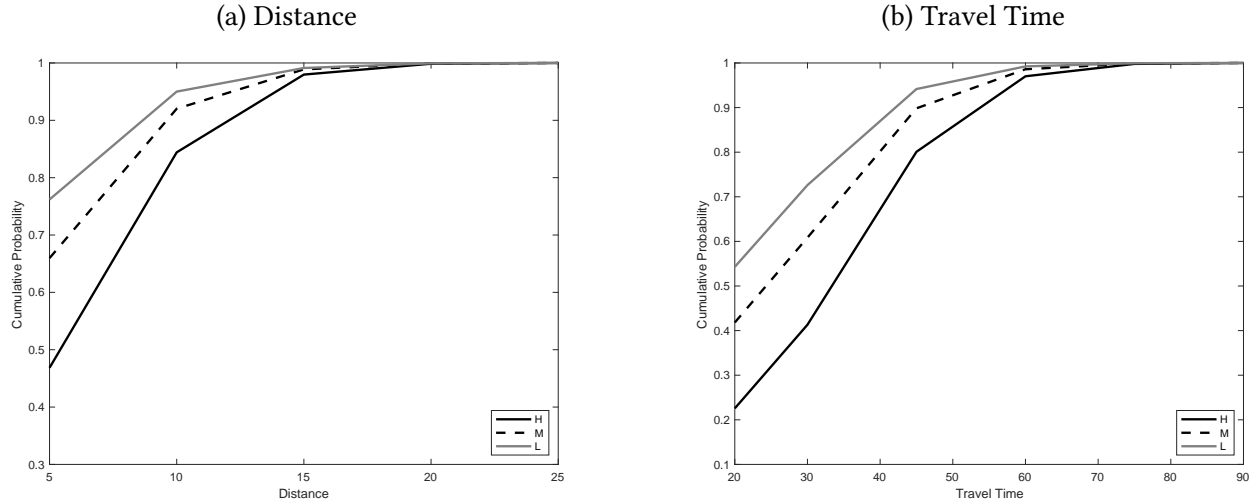 (a) Distance
1
0.9
0.8
0.7
0.6
0.5
0.4
0.3
5
10
15
20
25
Cumulative Probability
Distance
H
M
L
(b) Travel Time
1
0.9
0.8
0.7
0.6
0.5
0.4
0.3
0.2
0.1
20
30
40
50
60
70
80
90
Cumulative Probability
Travel Time
H
M
L